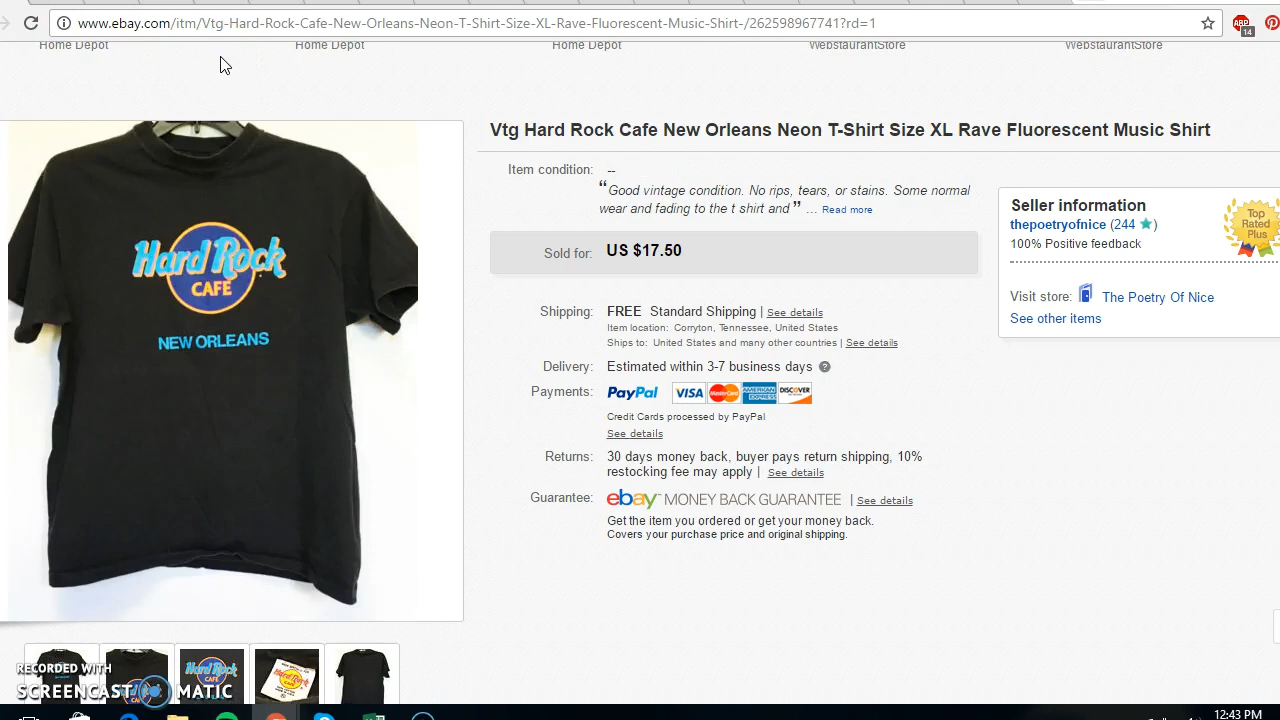 www.ebay.com/itm/Vtg-Hard-Rock-Cafe-New-Orleans-Neon-T-Shirt-Size-XL-Rave-Fluorescent-Music-Shirt-/262598967741?rd=1
ABP
14
Home Depot Home Depot Home Depot WebstaurantStore WebstaurantStore
Vtg Hard Rock Cafe New Orleans Neon T-Shirt Size XL Rave Fluorescent Music Shirt
Item condition: --
“Good vintage condition. No rips, tears, or stains. Some normal
wear and fading to the t shirt and ” ... Read more
Sold for: US $17.50
Shipping: FREE Standard Shipping | See details
Item location: Corryton, Tennessee, United States
Ships to: United States and many other countries | See details
Delivery: Estimated within 3-7 business days ?
Payments: PayPal VISA MasterCard AMERICAN EXPRESS DISCOVER
Credit Cards processed by PayPal
See details
Returns: 30 days money back, buyer pays return shipping, 10%
restocking fee may apply | See details
Guarantee: ebay™ MONEY BACK GUARANTEE | See details
Get the item you ordered or get your money back.
Covers your purchase price and original shipping.
Seller information
thepoetryofnice (244 ★)
100% Positive feedback
Top
Rated
Plus
Visit store: The Poetry Of Nice
See other items
Hard Rock
CAFE
NEW ORLEANS
Hard Rock
RECORDED WITH
SCREENCAST MATIC
12:43 PM